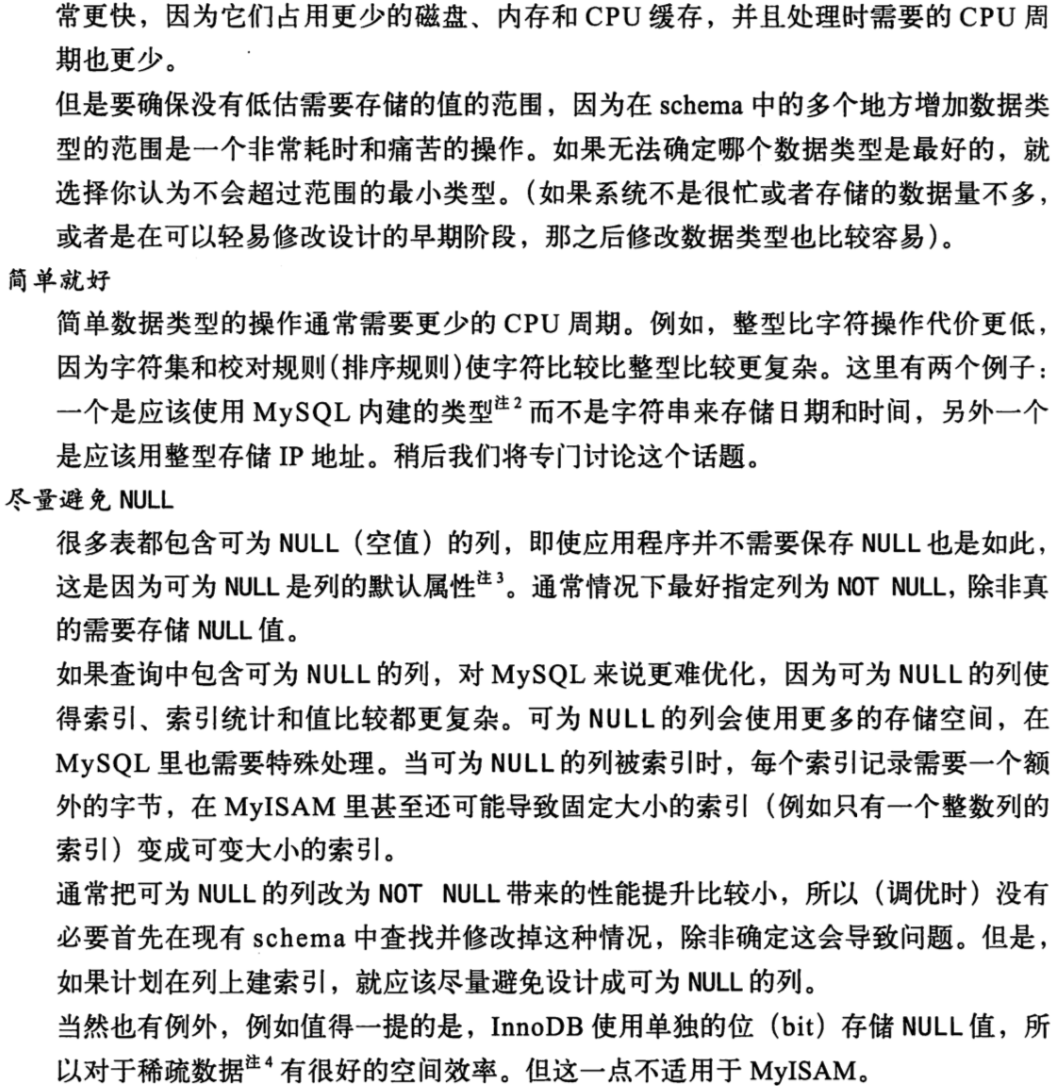 常更快，因为它们占用更少的磁盘、内存和 CPU 缓存，并且处理时需要的 CPU 周
期也更少。
但是要确保没有低估需要存储的值的范围，因为在 schema 中的多个地方增加数据类
型的范围是一个非常耗时和痛苦的操作。如果无法确定哪个数据类型是最好的，就
选择你认为不会超过范围的最小类型。（如果系统不是很忙或者存储的数据量不多，
或者是在可以轻易修改设计的早期阶段，那之后修改数据类型也比较容易）。
简单就好
简单数据类型的操作通常需要更少的 CPU 周期。例如，整型比字符操作代价更低，
因为字符集和校对规则（排序规则）使字符比较比整型比较更复杂。这里有两个例子：
一个是应该使用 MySQL 内建的类型注2 而不是字符串来存储日期和时间，另外一个
是应该用整型存储 IP 地址。稍后我们将专门讨论这个话题。
尽量避免 NULL
很多表都包含可为 NULL（空值）的列，即使应用程序并不需要保存 NULL 也是如此，
这是因为可为 NULL 是列的默认属性注3。通常情况下最好指定列为 NOT NULL，除非真
的需要存储 NULL 值。
如果查询中包含可为 NULL 的列，对 MySQL 来说更难优化，因为可为 NULL 的列使
得索引、索引统计和值比较都更复杂。可为 NULL 的列会使用更多的存储空间，在
MySQL 里也需要特殊处理。当可为 NULL 的列被索引时，每个索引记录需要一个额
外的字节，在 MyISAM 里甚至还可能导致固定大小的索引（例如只有一个整数列的
索引）变成可变大小的索引。
通常把可为 NULL 的列改为 NOT NULL 带来的性能提升比较小，所以（调优时）没有
必要首先在现有 schema 中查找并修改掉这种情况，除非确定这会导致问题。但是，
如果计划在列上建索引，就应该尽量避免设计成可为 NULL 的列。
当然也有例外，例如值得一提的是，InnoDB 使用单独的位（bit）存储 NULL 值，所
以对于稀疏数据注4 有很好的空间效率。但这一点不适用于 MyISAM。